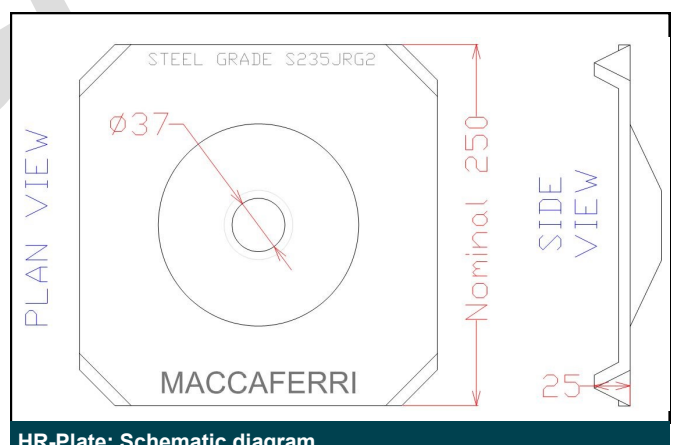 STEEL GRADE S235JRG2
Ø37
PLAN VIEW
Nominal 250
SIDE
VIEW
25
MACCAFERRI
HR-Plate: Schematic diagram